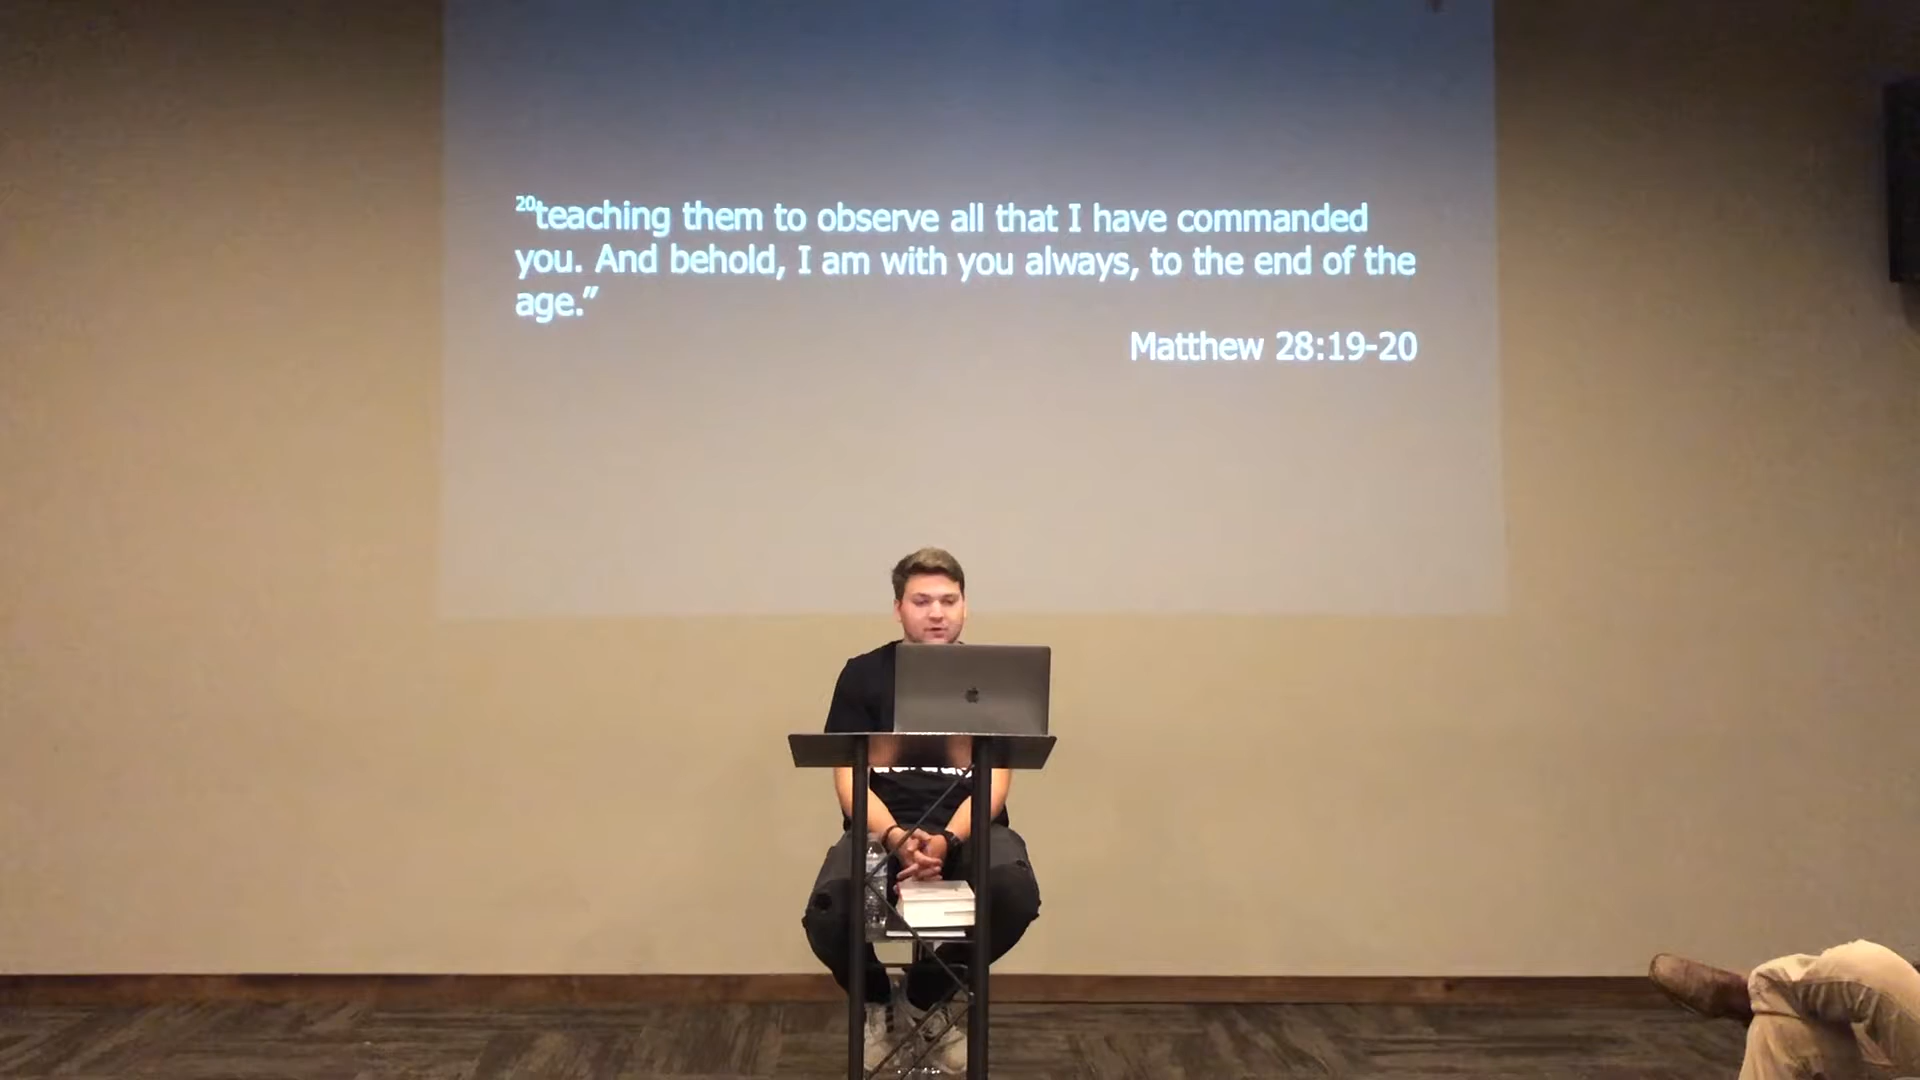 20teaching them to observe all that I have commanded
you. And behold, I am with you always, to the end of the
age.”
Matthew 28:19-20